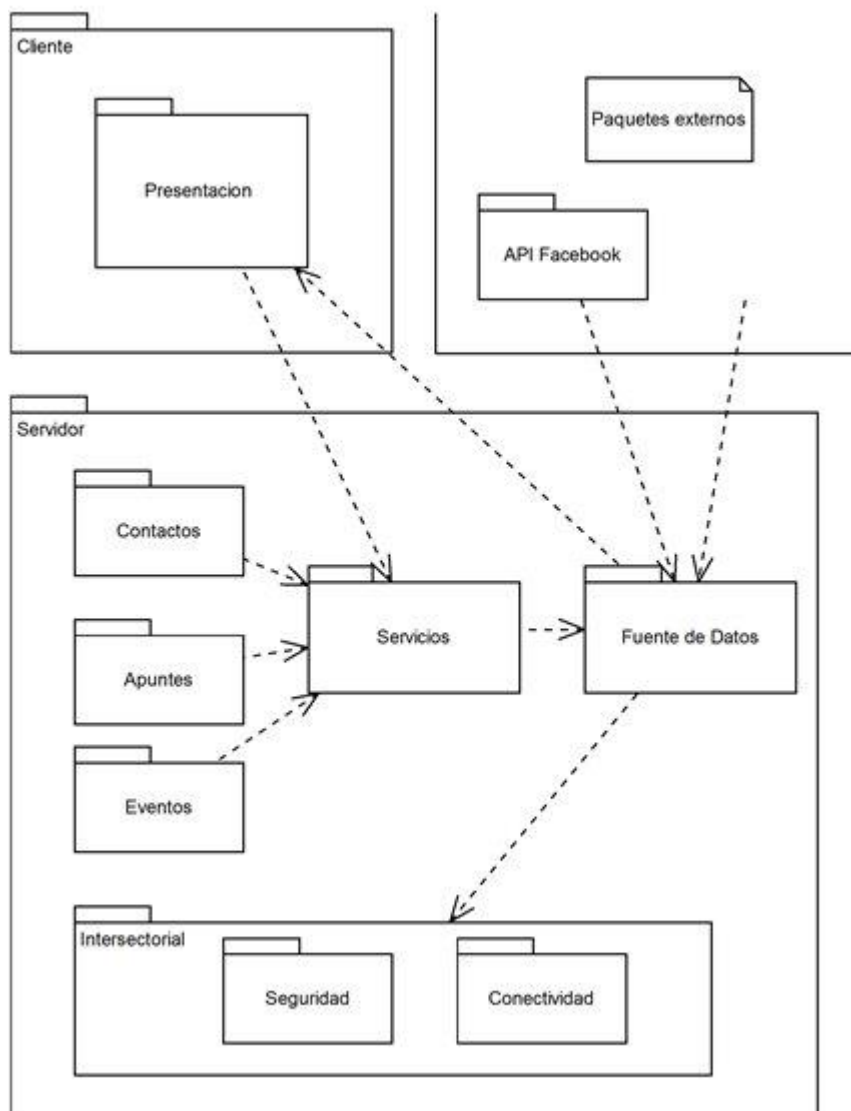 Cliente
Presentacion
Paquetes externos
API Facebook
Servidor
Contactos
Servicios
Fuente de Datos
Apuntes
Eventos
Intersectorial
Seguridad
Conectividad